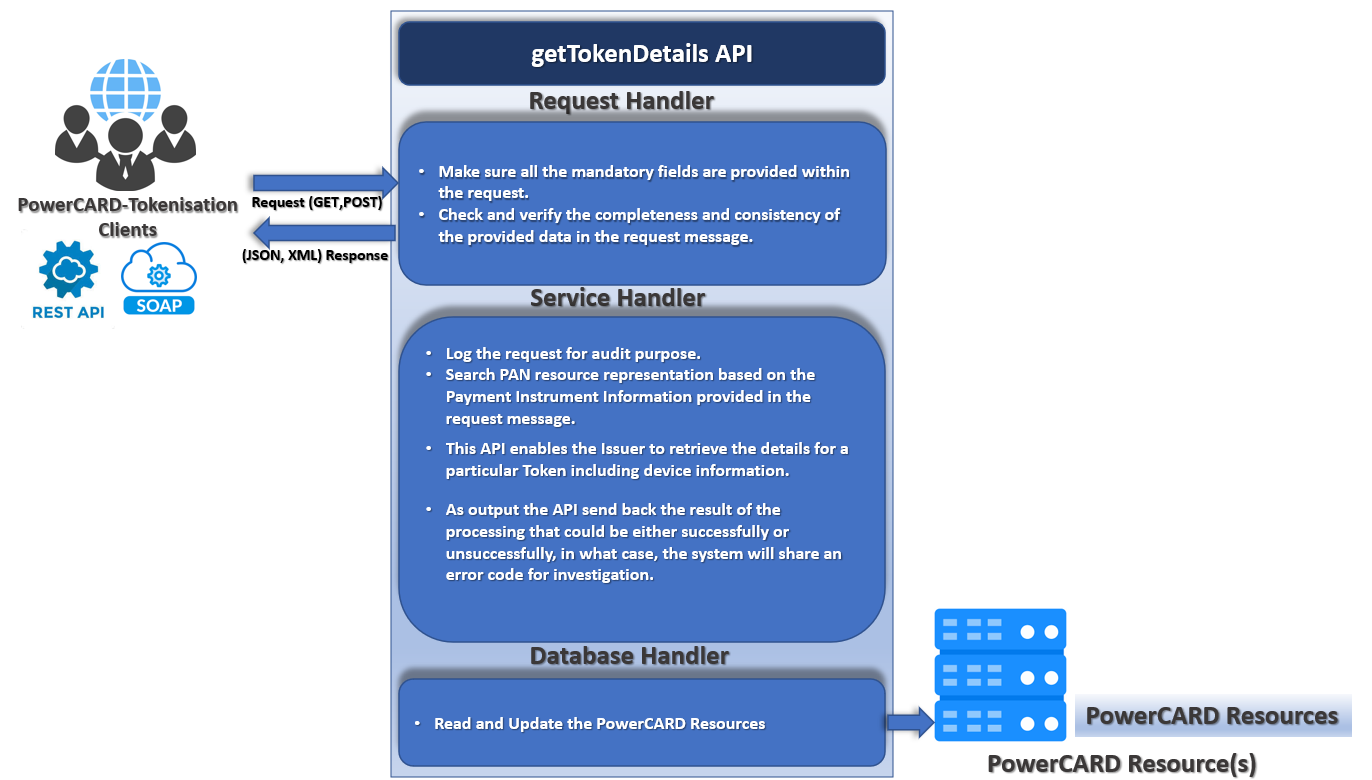 getTokenDetails API
Request Handler
• Make sure all the mandatory fields are provided within
the request.
• Check and verify the completeness and consistency of
the provided data in the request message.
PowerCARD-Tokenisation
Clients
REST API
SOAP
Request (GET,POST)
(JSON, XML) Response
Service Handler
• Log the request for audit purpose.
• Search PAN resource representation based on the
Payment Instrument Information provided in the
request message.
• This API enables the Issuer to retrieve the details for a
particular Token including device information.
• As output the API send back the result of the
processing that could be either successfully or
unsuccessfully, in what case, the system will share an
error code for investigation.
Database Handler
• Read and Update the PowerCARD Resources
PowerCARD Resources
PowerCARD Resource(s)